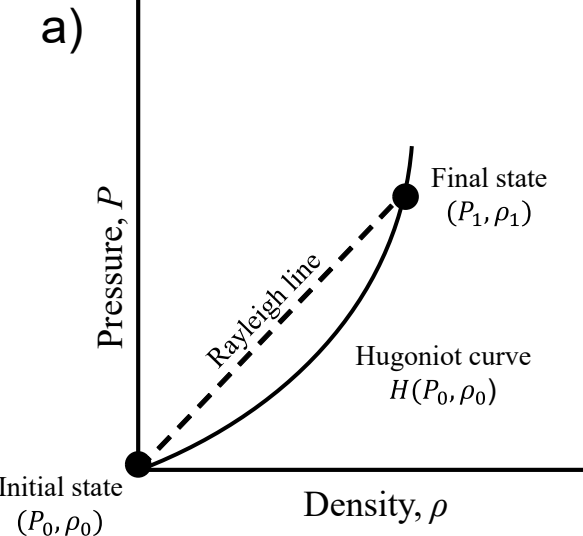 a)
Pressure, P
Rayleigh line
Final state
(P₁, ρ₁)
Hugoniot curve
H(P₀, ρ₀)
Initial state
(P₀, ρ₀)
Density, ρ